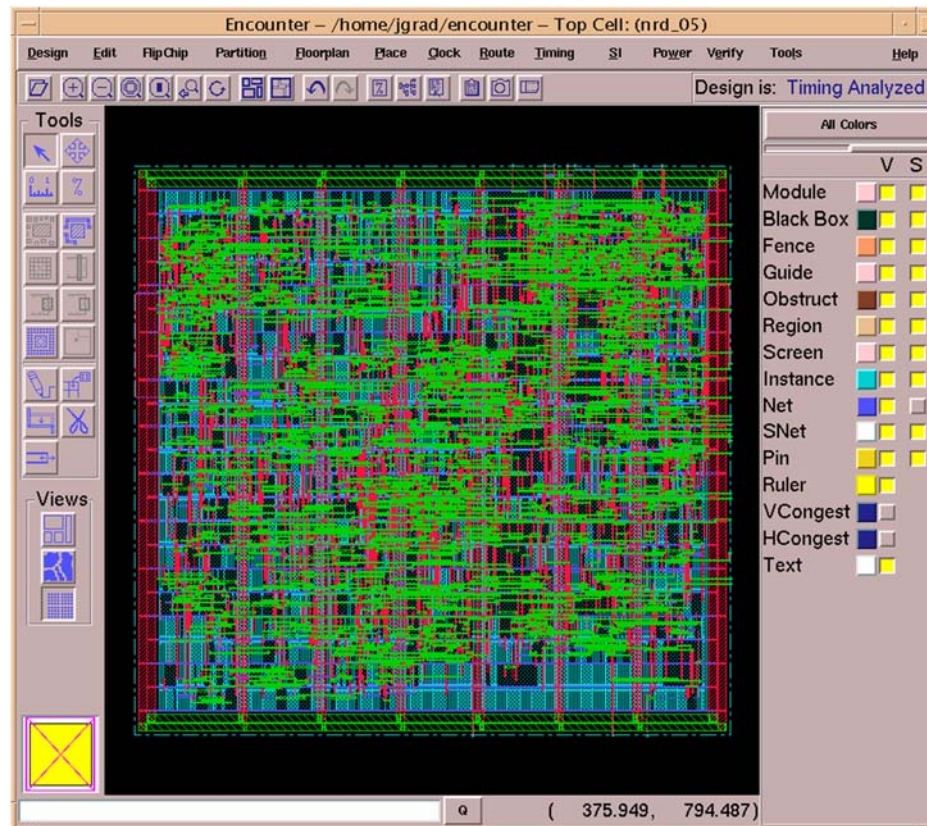 Encounter – /home/jgrad/encounter – Top Cell: (nrd_05)
Design Edit FlipChip Partition Floorplan Place Clock Route Timing SI Power Verify Tools Help
Design is: Timing Analyzed
Tools
All Colors
V S
Module
Black Box
Fence
Guide
Obstruct
Region
Screen
Instance
Net
SNet
Pin
Ruler
VCongest
HCongest
Text
Views
Q ( 375.949, 794.487)